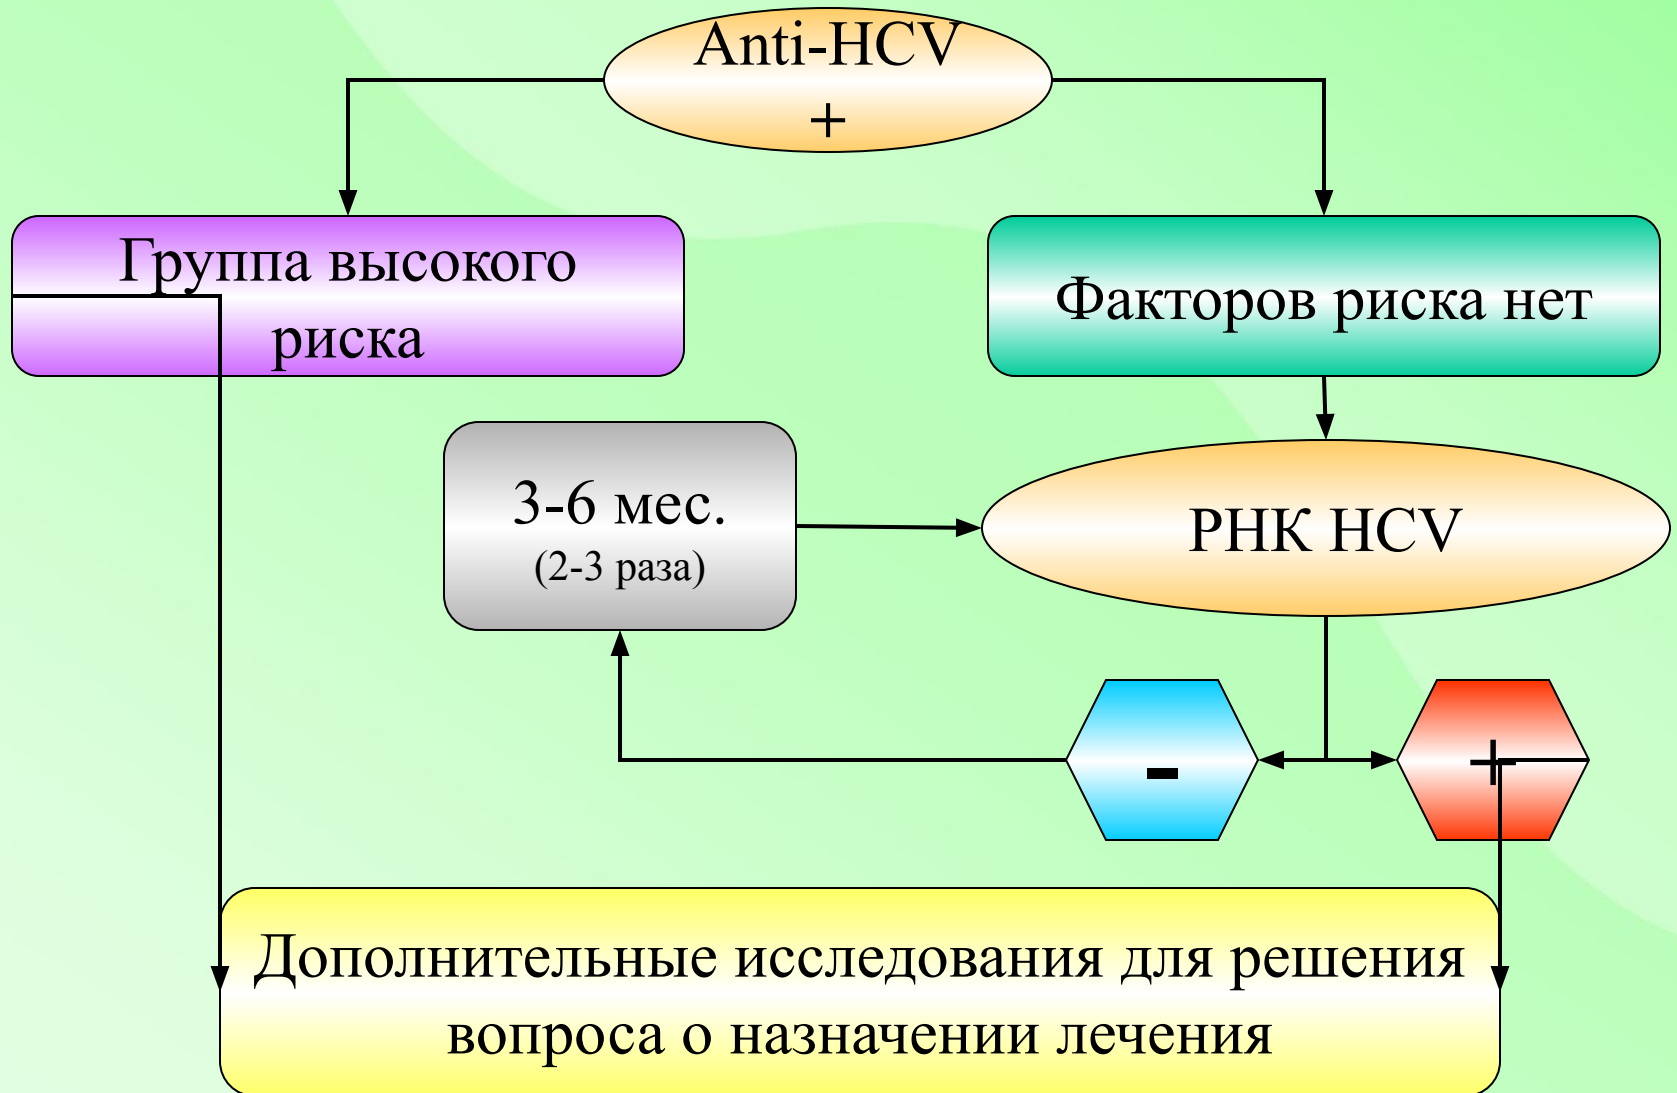 Anti-HCV
+
Группа высокого
риска
Факторов риска нет
3-6 мес.
(2-3 раза)
РНК HCV
-
+
Дополнительные исследования для решения
вопроса о назначении лечения